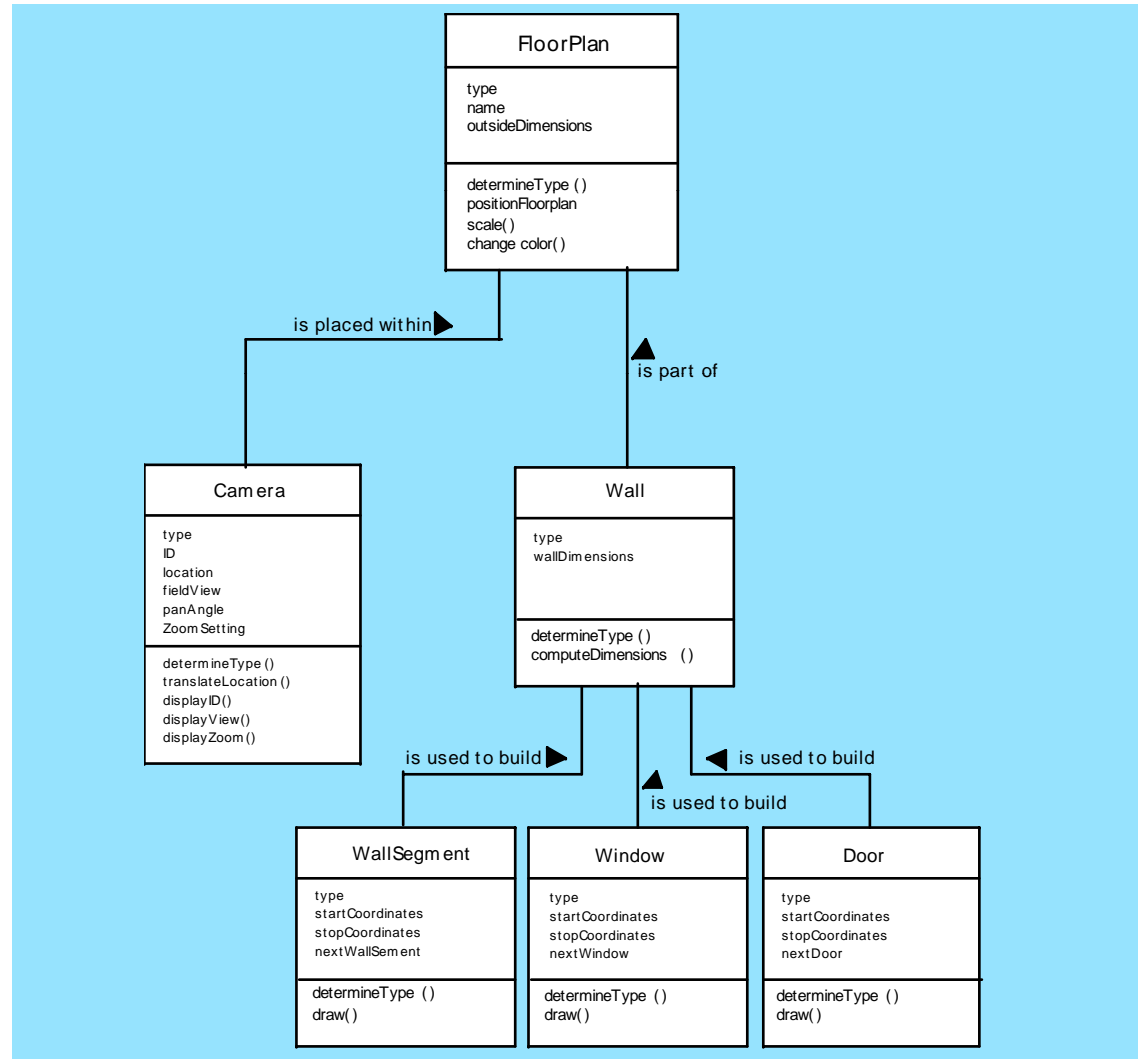 FloorPlan
type
name
outsideDimensions
determineType ( )
positionFloorplan
scale( )
change color( )
is placed within
is part of
Camera
type
ID
location
fieldView
panAngle
ZoomSetting
determineType ( )
translateLocation ( )
displayID( )
displayView( )
displayZoom ( )
Wall
type
wallDimensions
determineType ( )
computeDimensions ( )
is used to build
is used to build
is used to build
WallSegment
type
startCoordinates
stopCoordinates
nextWallSement
determineType ( )
draw( )
Window
type
startCoordinates
stopCoordinates
nextWindow
determineType ( )
draw( )
Door
type
startCoordinates
stopCoordinates
nextDoor
determineType ( )
draw( )